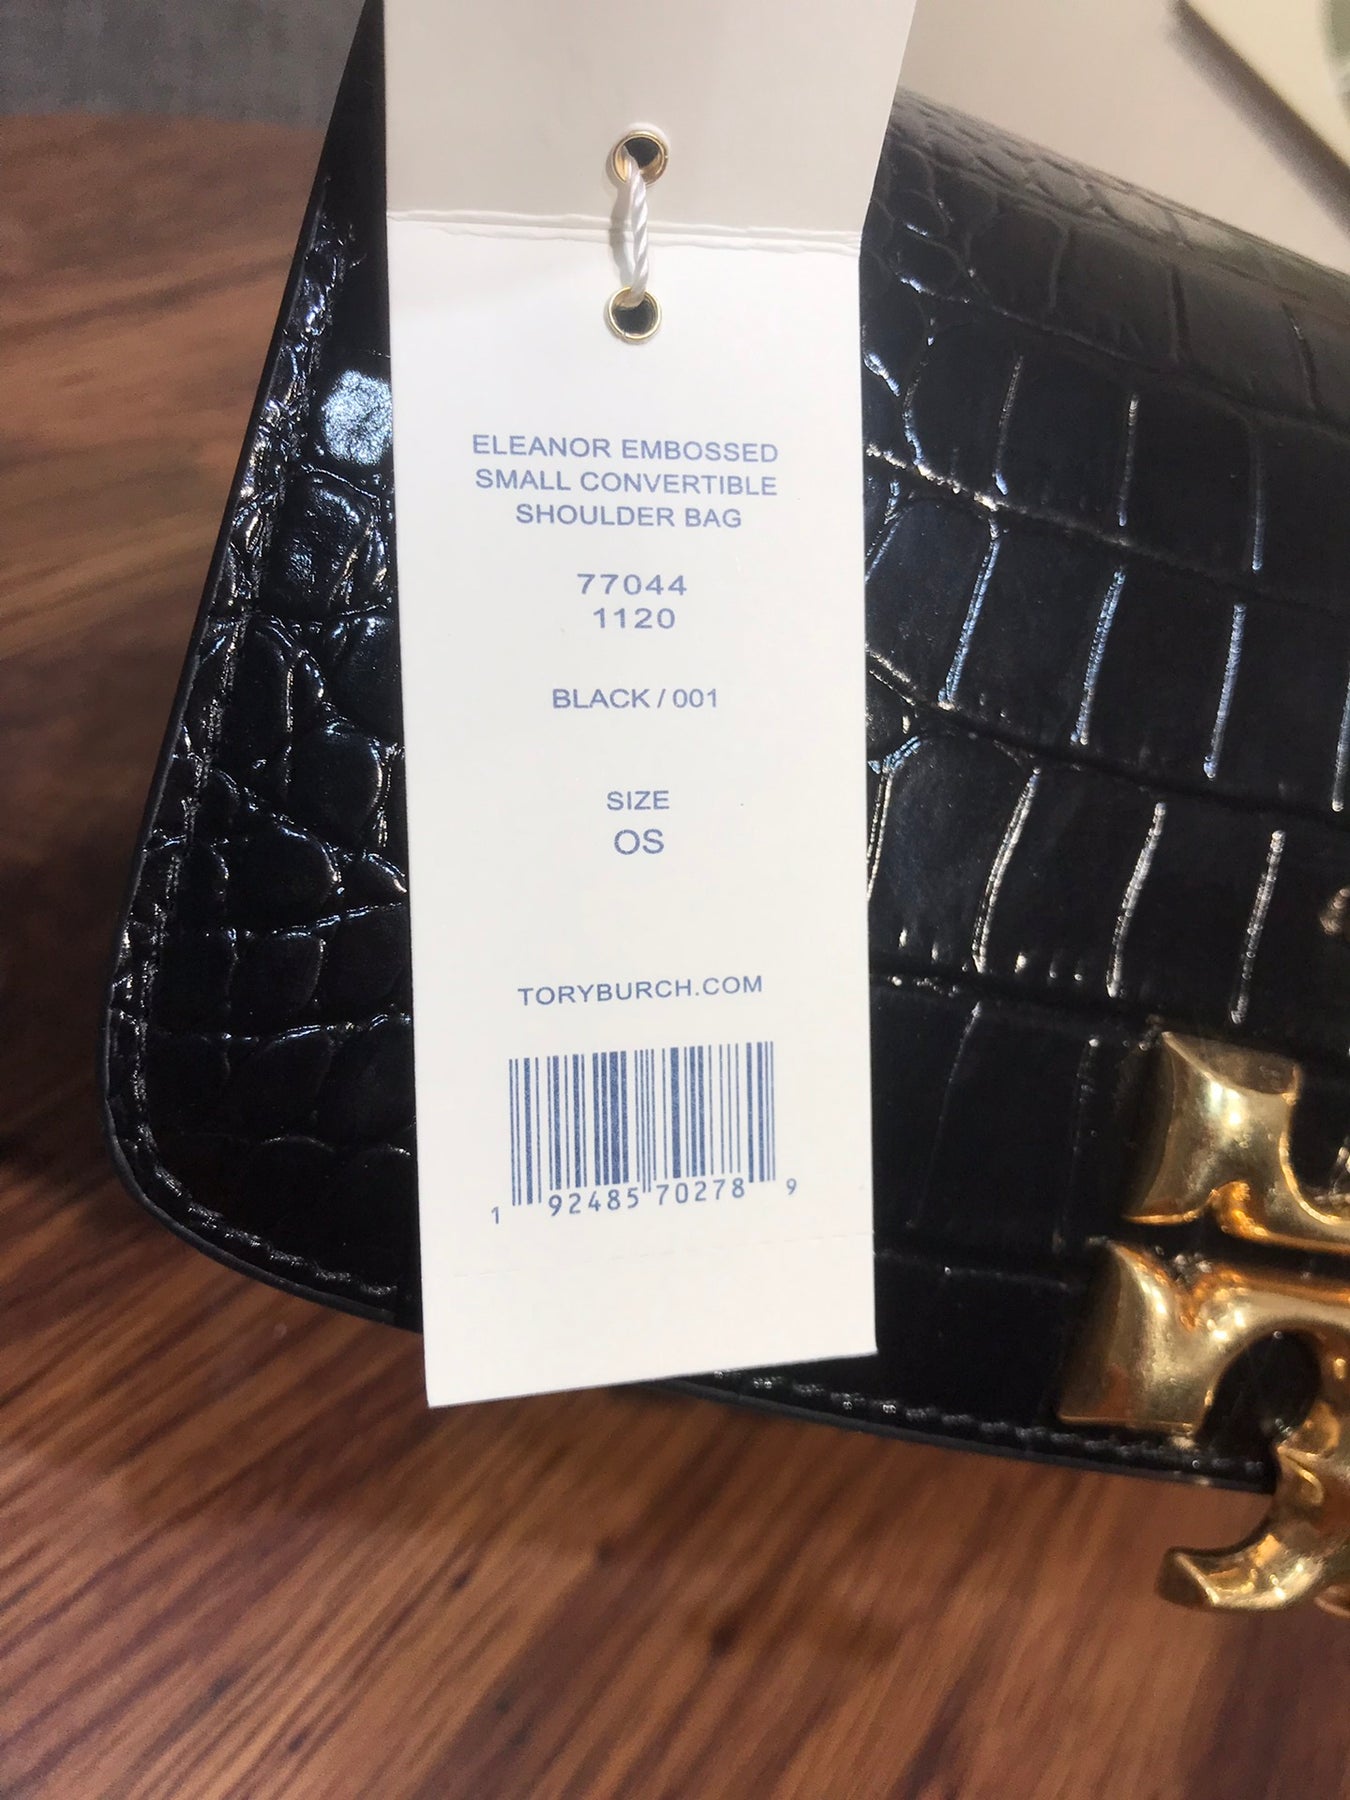 ELEANOR EMBOSSED
SMALL CONVERTIBLE
SHOULDER BAG
77044
1120
BLACK / 001
SIZE
OS
TORYBURCH.COM
1 92485 70278 9